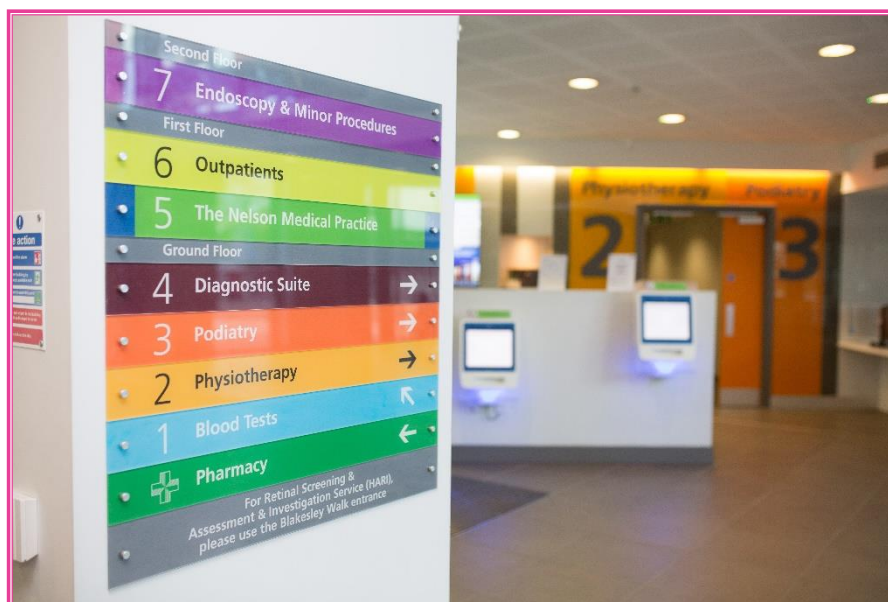 Second Floor
7 Endoscopy & Minor Procedures
First Floor
6 Outpatients
5 The Nelson Medical Practice
Ground Floor
4 Diagnostic Suite
3 Podiatry
2 Physiotherapy
1 Blood Tests
Pharmacy
For Retinal Screening &
Assessment & Investigation Service (HARI),
please use the Blakesley Walk entrance
action
Physiotherapy
2
Podiatry
3